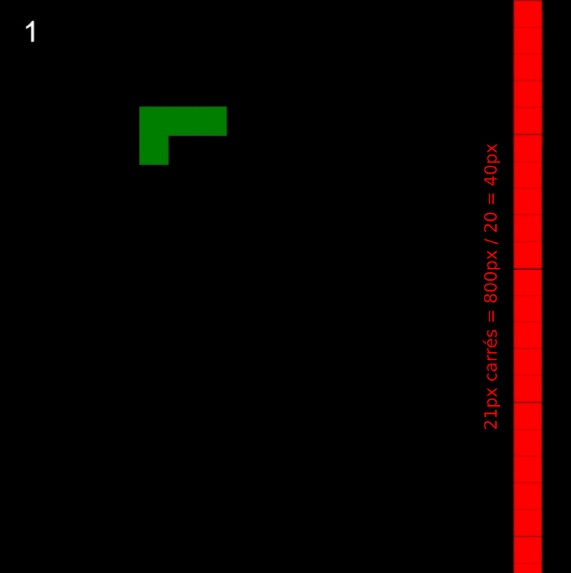 1
21px carrés = 800px / 20 = 40px